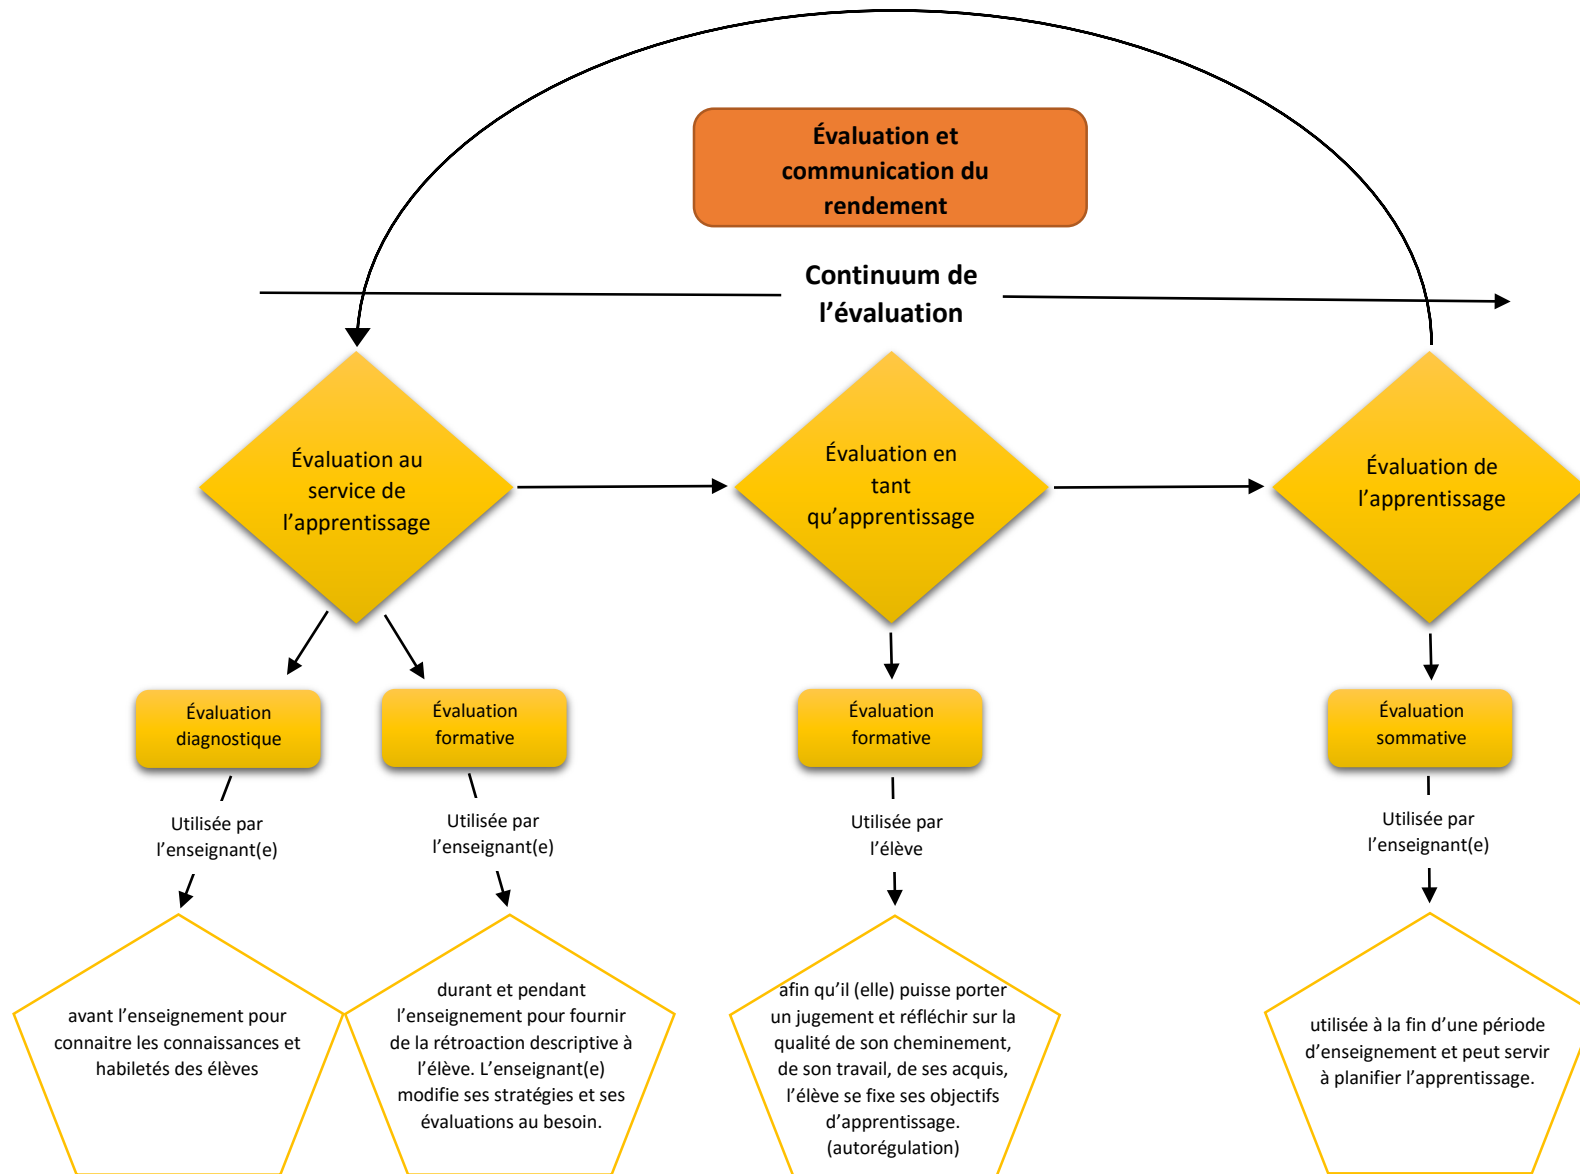 Évaluation et
communication du
rendement
Continuum de
l’évaluation
Évaluation au
service de
l’apprentissage
Évaluation en
tant
qu’apprentissage
Évaluation de
l’apprentissage
Évaluation
diagnostique
Évaluation
formative
Évaluation
formative
Évaluation
sommative
Utilisée par
l’enseignant(e)
Utilisée par
l’enseignant(e)
Utilisée par
l’élève
Utilisée par
l’enseignant(e)
avant l’enseignement pour
connaitre les connaissances et
habiletés des élèves
durant et pendant
l’enseignement pour fournir
de la rétroaction descriptive à
l’élève. L’enseignant(e)
modifie ses stratégies et ses
évaluations au besoin.
afin qu’il (elle) puisse porter
un jugement et réfléchir sur la
qualité de son cheminement,
de son travail, de ses acquis,
l’élève se fixe ses objectifs
d’apprentissage.
(autorégulation)
utilisée à la fin d’une période
d’enseignement et peut servir
à planifier l’apprentissage.